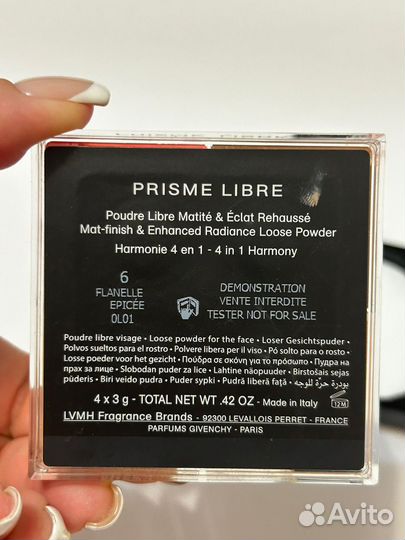 PRISME LIBRE
Poudre Libre Matité & Éclat Rehaussé
Mat-finish & Enhanced Radiance Loose Powder
Harmonie 4 en 1 - 4 in 1 Harmony
6
FLANELLE
EPICÉE
0L01
DEMONSTRATION
VENTE INTERDITE
TESTER NOT FOR SALE
Poudre libre visage • Loose powder for the face • Loser Gesichtspuder •
Polvos sueltos para el rostro • Polvere libera per il viso • Pó solto para o rosto •
Losse poeder voor het gezicht • Πούδρα σε σκόνη για το πρόσωπο • Пудра на
прах за лице • Slobodan puder za lice • Lahtine näopuuder • Birstošais sejas
pūderis • Biri veido pudra • Puder sypki • Pudră liberă față • بودرة حرّة للوجه
4 x 3 g - TOTAL NET WT. .42 OZ - Made in Italy
12M
LVMH Fragrance Brands - 92300 LEVALLOIS PERRET - FRANCE
PARFUMS GIVENCHY - PARIS
Avito